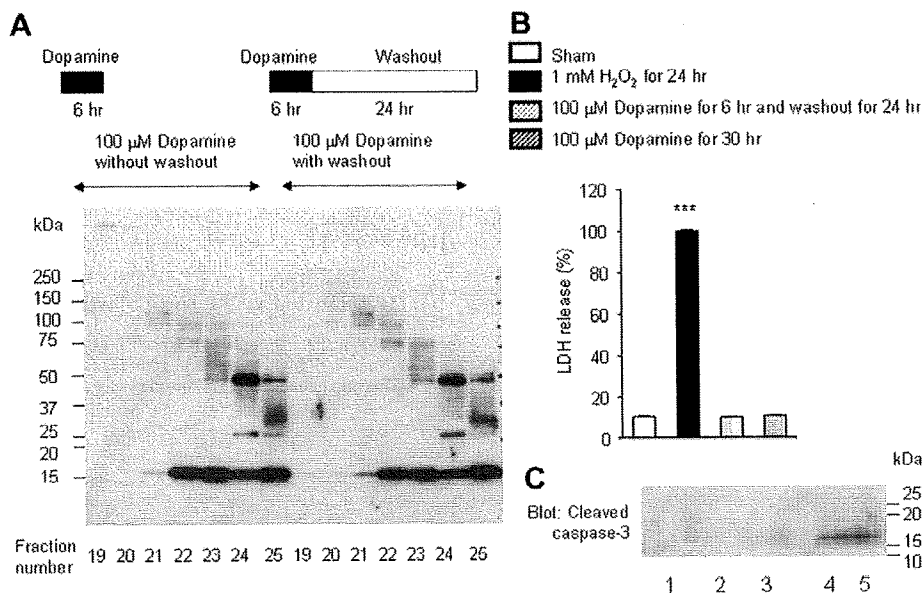 A
Dopamine
6 hr
Dopamine Washout
6 hr 24 hr
100 µM Dopamine without washout
100 µM Dopamine with washout
kDa
250
150
100
75
50
37
25
20
15
Fraction number 19 20 21 22 23 24 25 19 20 21 22 23 24 25
B
Sham
1 mM H₂O₂ for 24 hr
100 µM Dopamine for 6 hr and washout for 24 hr
100 µM Dopamine for 30 hr
LDH release (%)
120
100
80
60
40
20
10
0
***
C
Blot: Cleaved caspase-3
kDa
25
20
15
10
1 2 3 4 5